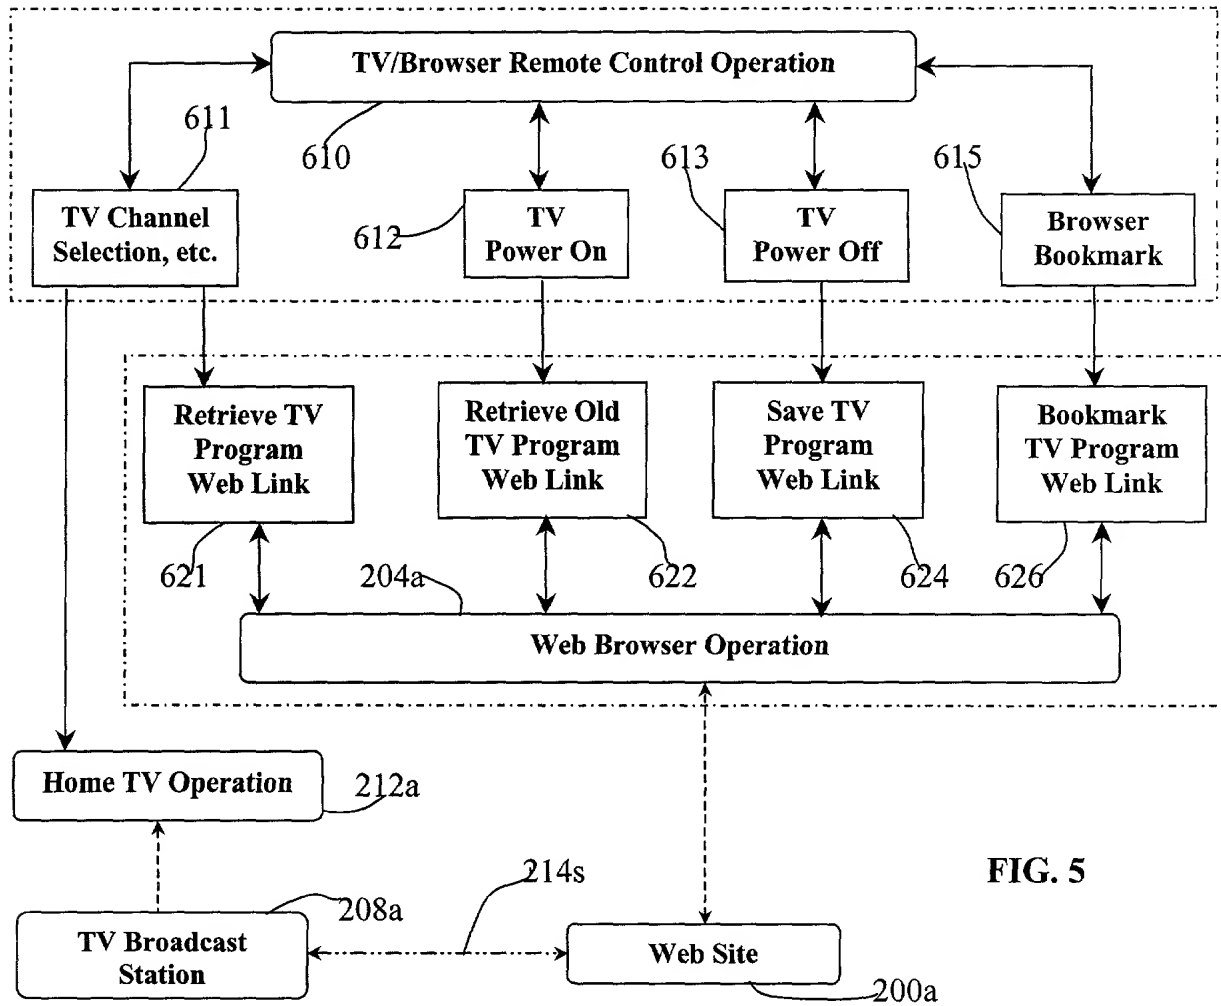 TV/Browser Remote Control Operation
611
610
613
615
612
TV Channel
Selection, etc.
TV
Power On
TV
Power Off
Browser
Bookmark
Retrieve TV
Program
Web Link
Retrieve Old
TV Program
Web Link
Save TV
Program
Web Link
Bookmark
TV Program
Web Link
621
204a
622
624
626
Web Browser Operation
Home TV Operation
212a
214s
FIG. 5
208a
TV Broadcast
Station
Web Site
200a